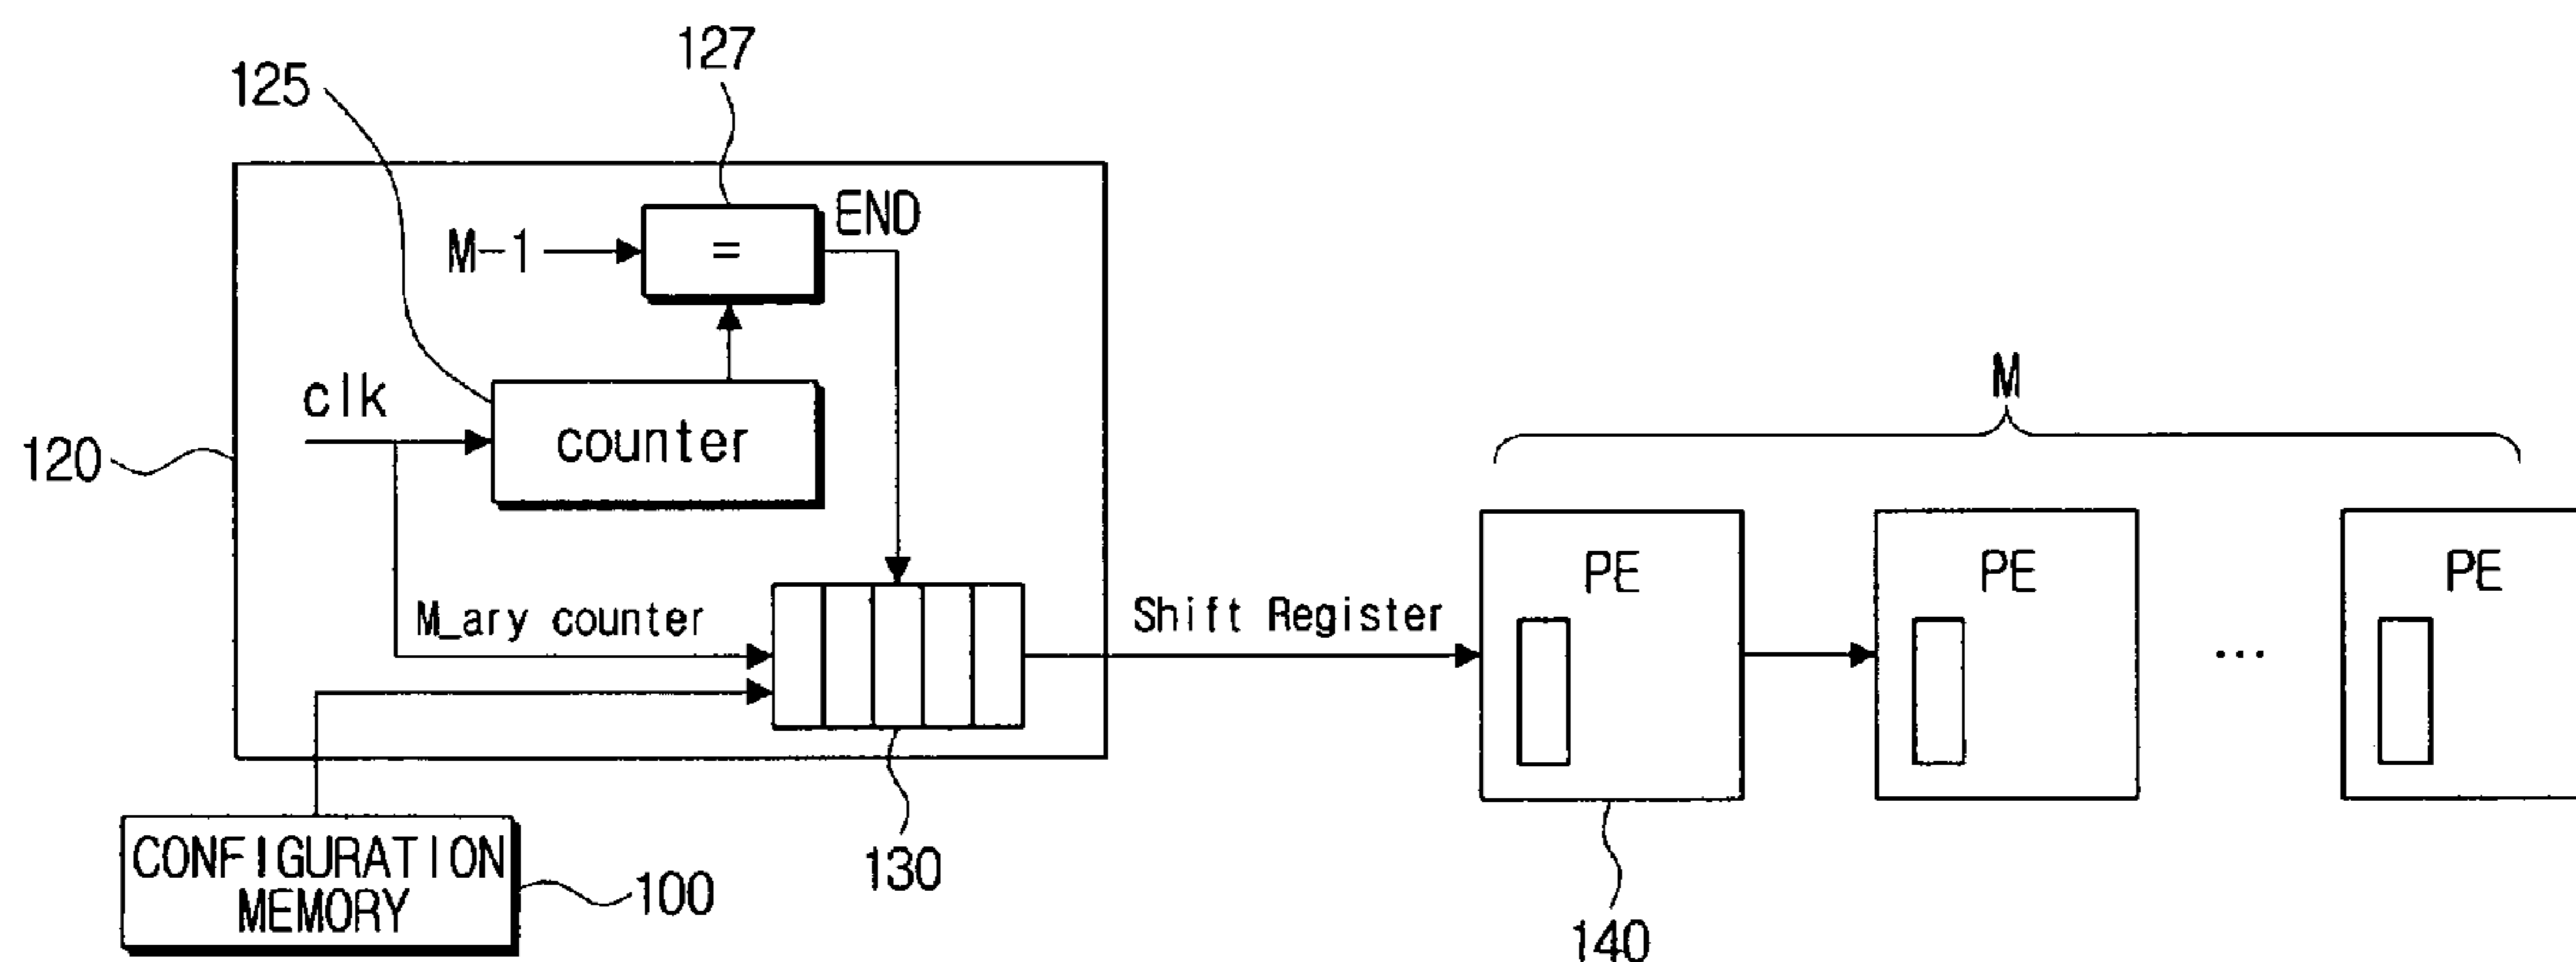 127
125
END
M-1
=
M
clk
120
counter
PE
PE
PE
M_ary counter
Shift Register
CONFIGURATION
MEMORY
130
100
140
...